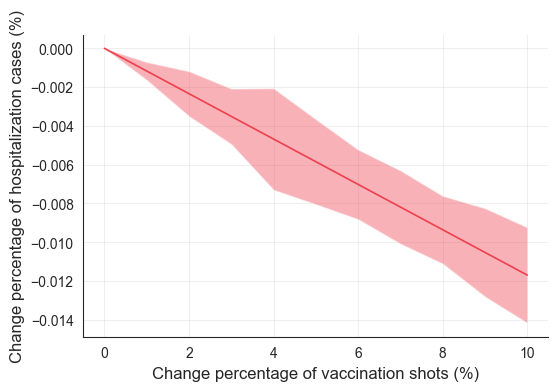 Change percentage of hospitalization cases (%)
0.000
−0.002
−0.004
−0.006
−0.008
−0.010
−0.012
−0.014
0 2 4 6 8 10
Change percentage of vaccination shots (%)